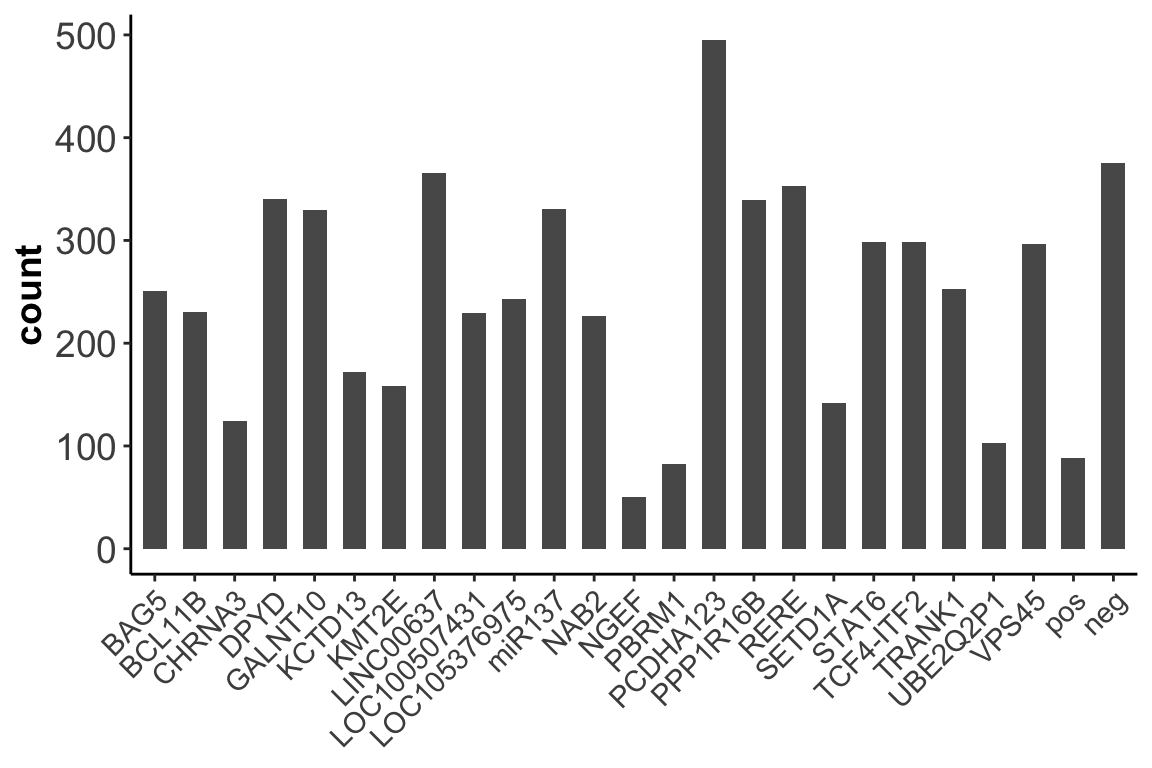 count
500
400
300
200
100
0
BAG5
BCL11B
CHRNA3
DPYD
GALNT10
KCTD13
KMT2E
LINC00637
LOC100507431
LOC105376975
miR137
NAB2
NGEF
PBRM1
PCDHA123
PPP1R16B
RERE
SETD1A
STAT6
TCF4-ITF2
TRANK1
UBE2Q2P1
VPS45
pos
neg